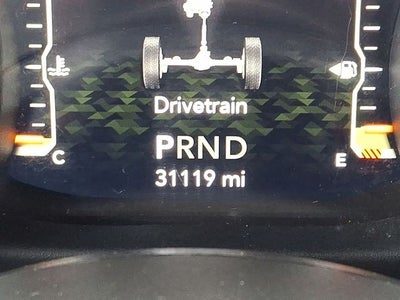 Drivetrain
C PRND E
31119 mi